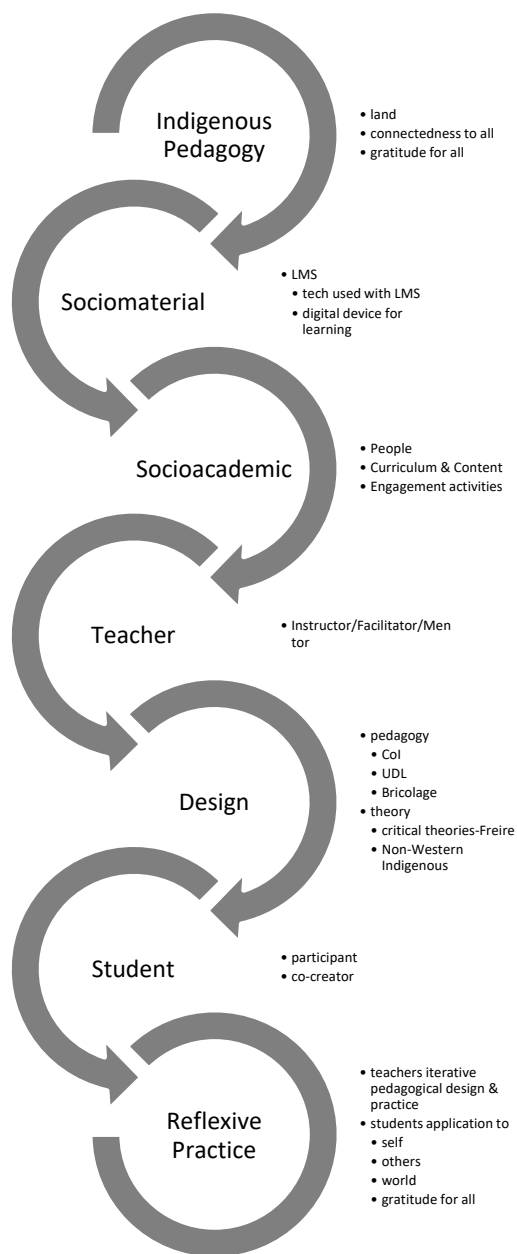 Indigenous
Pedagogy
• land
• connectedness to all
• gratitude for all
Sociomaterial
• LMS
• tech used with LMS
• digital device for
learning
Socioacademic
• People
• Curriculum & Content
• Engagement activities
Teacher
• Instructor/Facilitator/Men
tor
Design
• pedagogy
• CoI
• UDL
• Bricolage
• theory
• critical theories-Freire
• Non-Western
Indigenous
Student
• participant
• co-creator
Reflexive
Practice
• teachers iterative
pedagogical design &
practice
• students application to
• self
• others
• world
• gratitude for all